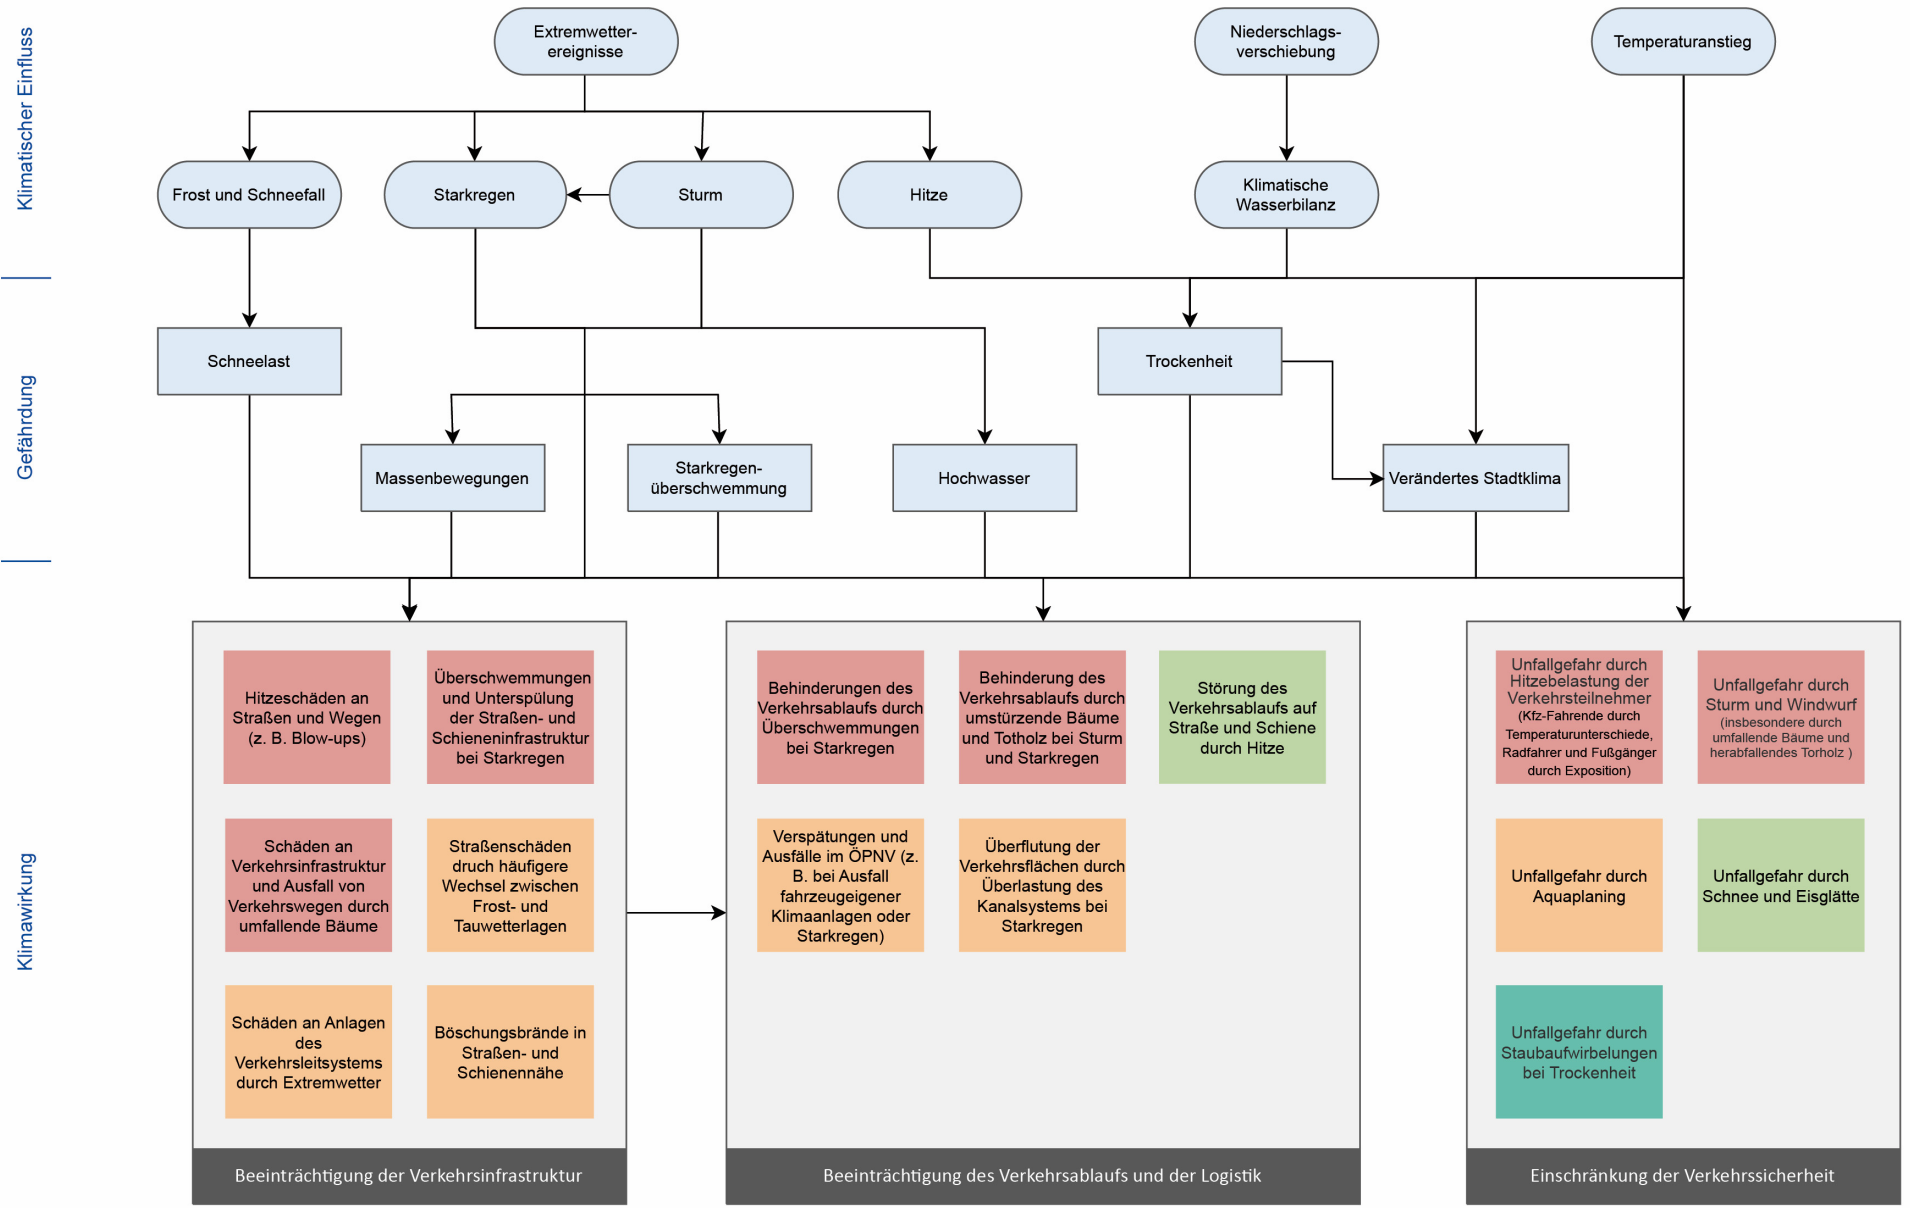 Klimatischer Einfluss
Extremwetter-
ereignisse
Niederschlags-
verschiebung
Temperaturanstieg
Frost und Schneefall
Starkregen
Sturm
Hitze
Klimatische
Wasserbilanz
Gefährdung
Schneelast
Trockenheit
Massenbewegungen
Starkregen-
überschwemmung
Hochwasser
Verändertes Stadtklima
Klimawirkung
Hitzeschäden an
Straßen und Wegen
(z. B. Blow-ups)
Überschwemmungen
und Unterspülung
der Straßen- und
Schieneninfrastruktur
bei Starkregen
Schäden an
Verkehrsinfrastruktur
und Ausfall von
Verkehrswegen durch
umfallende Bäume
Straßenschäden
druch häufigere
Wechsel zwischen
Frost- und
Tauwetterlagen
Schäden an Anlagen
des
Verkehrsleitsystems
durch Extremwetter
Böschungsbrände in
Straßen- und
Schienennähe
Beeinträchtigung der Verkehrsinfrastruktur
Behinderungen des
Verkehrsablaufs durch
Überschwemmungen
bei Starkregen
Behinderung des
Verkehrsablaufs durch
umstürzende Bäume
und Totholz bei Sturm
und Starkregen
Störung des
Verkehrsablaufs auf
Straße und Schiene
durch Hitze
Verspätungen und
Ausfälle im ÖPNV (z.
B. bei Ausfall
fahrzeugeigener
Klimaanlagen oder
Starkregen)
Überflutung der
Verkehrsflächen durch
Überlastung des
Kanalsystems bei
Starkregen
Beeinträchtigung des Verkehrsablaufs und der Logistik
Unfallgefahr durch
Hitzebelastung der
Verkehrsteilnehmer
(Kfz-Fahrende durch
Temperaturunterschiede,
Radfahrer und Fußgänger
durch Exposition)
Unfallgefahr durch
Sturm und Windwurf
(insbesondere durch
umfallende Bäume und
herabfallendes Torholz )
Unfallgefahr durch
Aquaplaning
Unfallgefahr durch
Schnee und Eisglätte
Unfallgefahr durch
Staubaufwirbelungen
bei Trockenheit
Einschränkung der Verkehrssicherheit